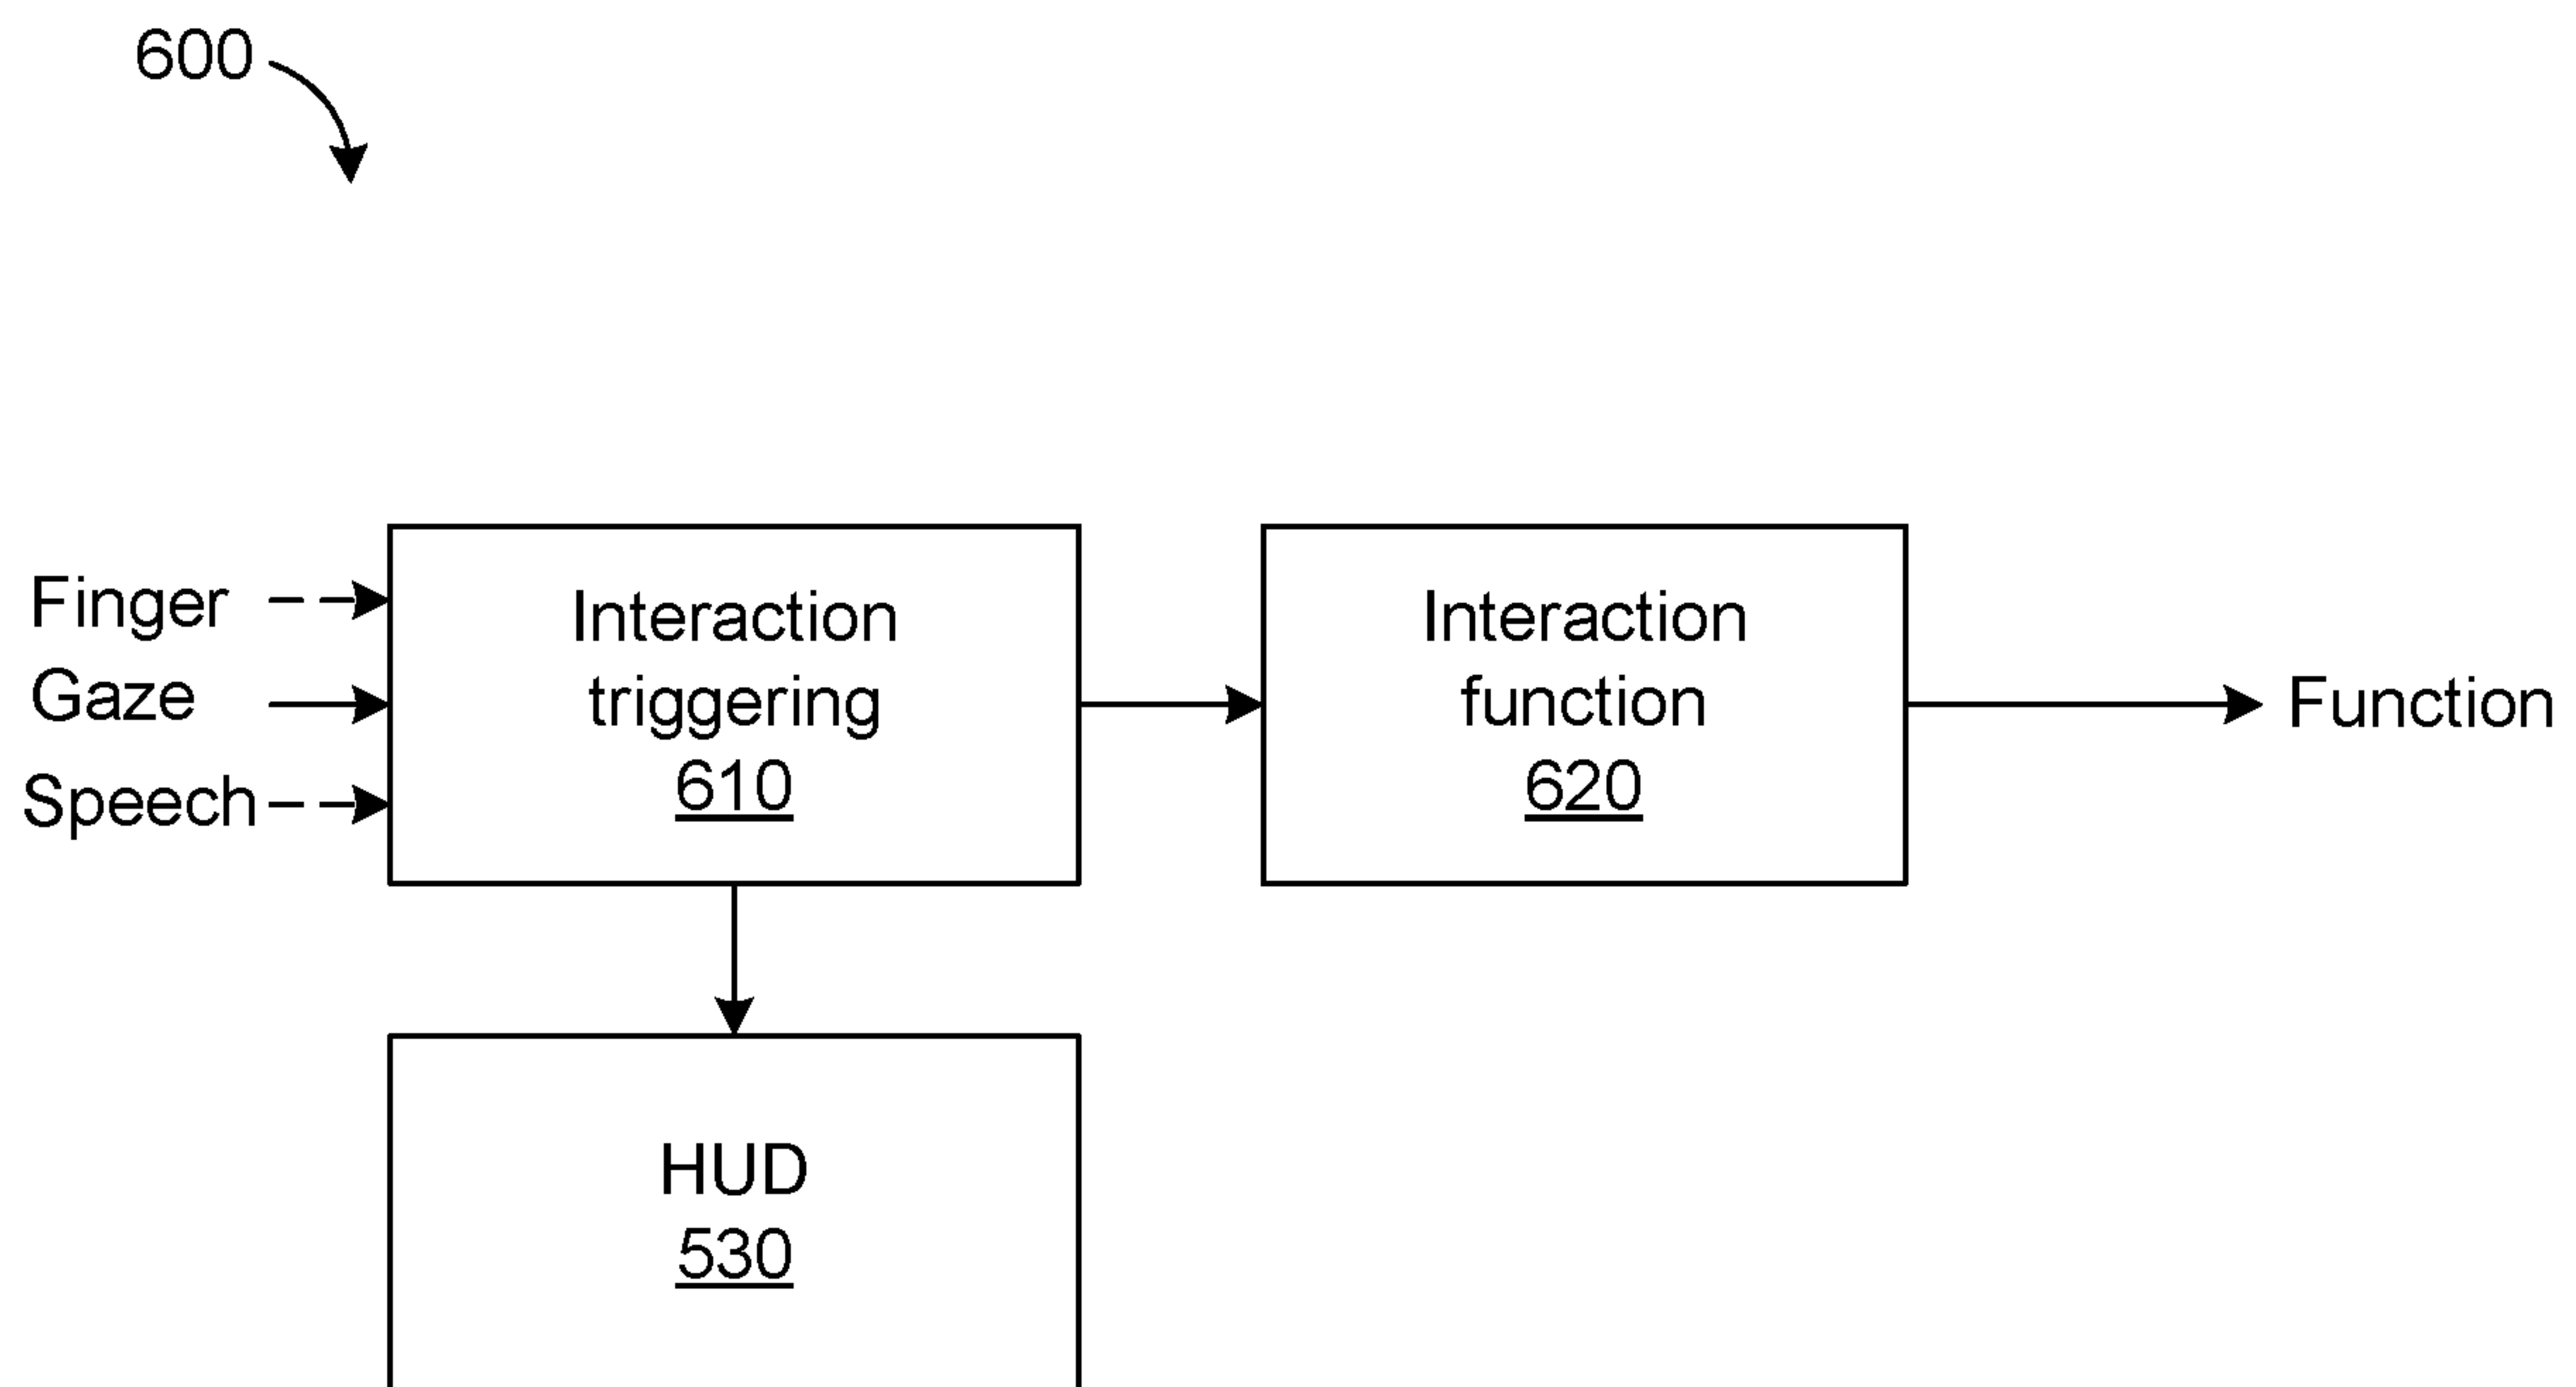 600
Finger
Gaze
Speech
Interaction
triggering
610
Interaction
function
620
Function
HUD
530